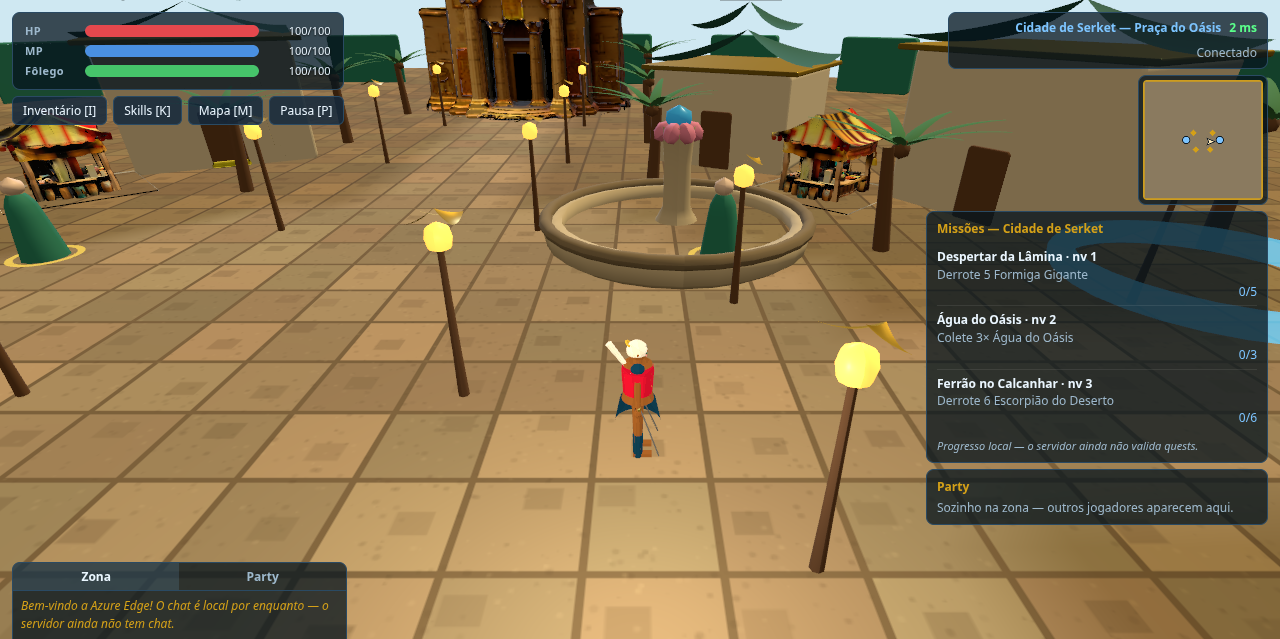 HP 100/100
MP 100/100
Fôlego 100/100
Inventário [I] Skills [K] Mapa [M] Pausa [P]
Cidade de Serket — Praça do Oásis 2 ms
Conectado
Missões — Cidade de Serket
Despertar da Lâmina · nv 1
Derrote 5 Formiga Gigante
0/5
Água do Oásis · nv 2
Colete 3× Água do Oásis
0/3
Ferrão no Calcanhar · nv 3
Derrote 6 Escorpião do Deserto
0/6
Progresso local — o servidor ainda não valida quests.
Party
Sozinho na zona — outros jogadores aparecem aqui.
Zona Party
Bem-vindo a Azure Edge! O chat é local por enquanto — o
servidor ainda não tem chat.